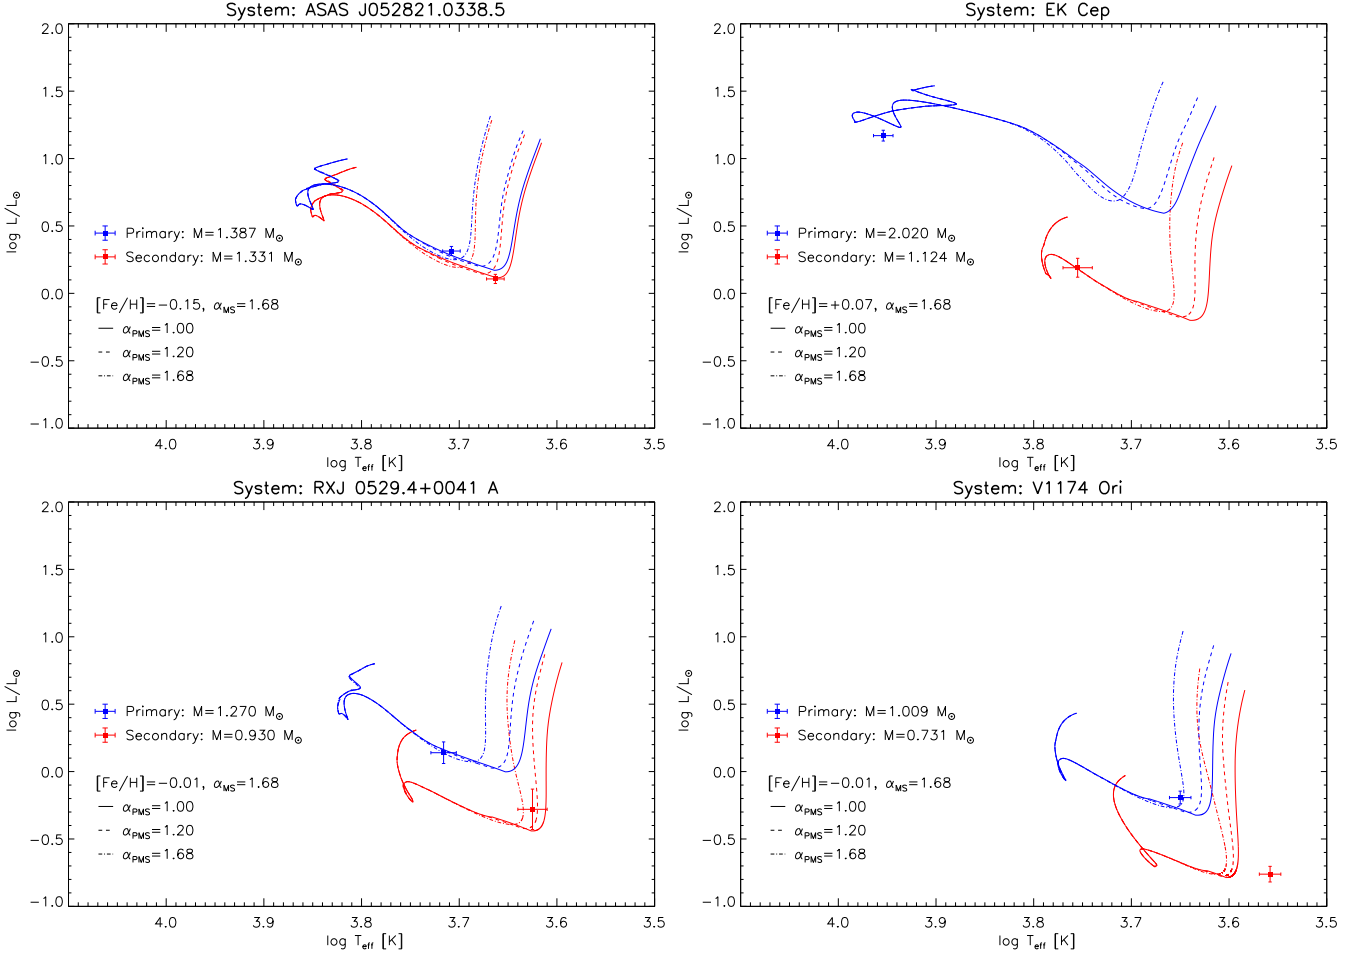 System: ASAS J052821.0338.5
2.0
1.5
1.0
0.5
0.0
−0.5
−1.0
log L/L⊙
Primary: M=1.387 M⊙
Secondary: M=1.331 M⊙
[Fe/H]=−0.15, αMS=1.68
αPMS=1.00
αPMS=1.20
αPMS=1.68
4.0 3.9 3.8 3.7 3.6 3.5
log Teff [K]
System: EK Cep
2.0
1.5
1.0
0.5
0.0
−0.5
−1.0
log L/L⊙
Primary: M=2.020 M⊙
Secondary: M=1.124 M⊙
[Fe/H]=+0.07, αMS=1.68
αPMS=1.00
αPMS=1.20
αPMS=1.68
4.0 3.9 3.8 3.7 3.6 3.5
log Teff [K]
System: RXJ 0529.4+0041 A
2.0
1.5
1.0
0.5
0.0
−0.5
−1.0
log L/L⊙
Primary: M=1.270 M⊙
Secondary: M=0.930 M⊙
[Fe/H]=−0.01, αMS=1.68
αPMS=1.00
αPMS=1.20
αPMS=1.68
4.0 3.9 3.8 3.7 3.6 3.5
log Teff [K]
System: V1174 Ori
2.0
1.5
1.0
0.5
0.0
−0.5
−1.0
log L/L⊙
Primary: M=1.009 M⊙
Secondary: M=0.731 M⊙
[Fe/H]=−0.01, αMS=1.68
αPMS=1.00
αPMS=1.20
αPMS=1.68
4.0 3.9 3.8 3.7 3.6 3.5
log Teff [K]